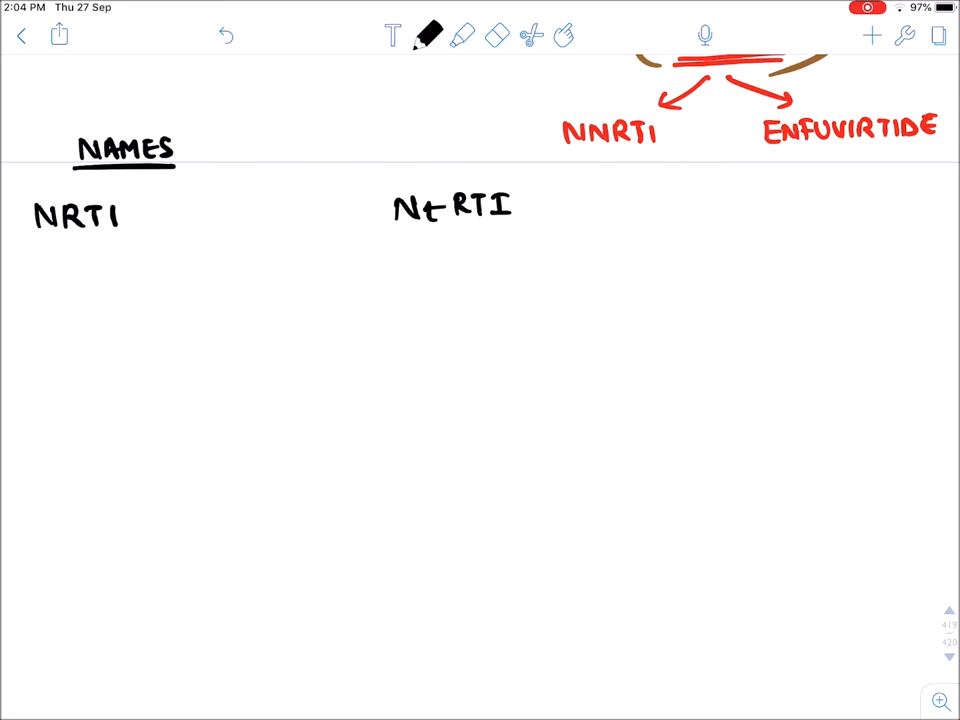 2:04 PM Thu 27 Sep 97%
T
NNRTI ENFUVIRTIDE
NAMES
NRTI NtRTI
419
420